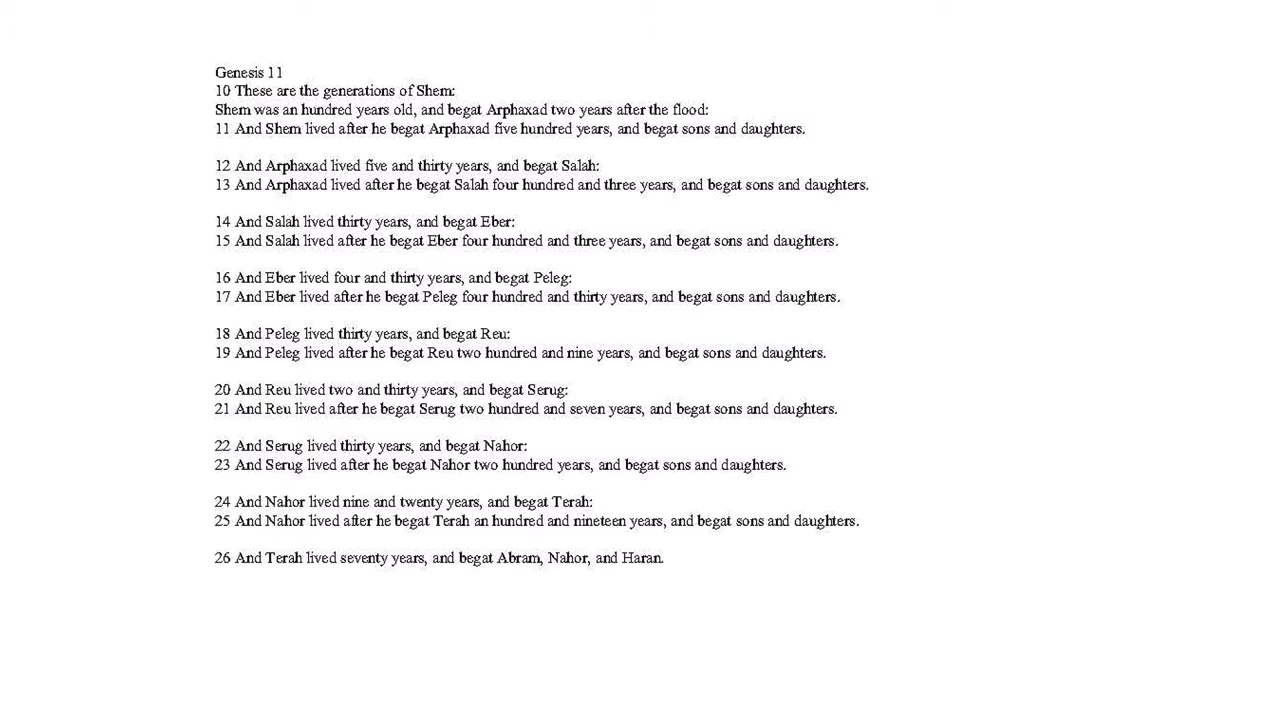 Genesis 11
10 These are the generations of Shem:
Shem was an hundred years old, and begat Arphaxad two years after the flood:
11 And Shem lived after he begat Arphaxad five hundred years, and begat sons and daughters.
12 And Arphaxad lived five and thirty years, and begat Salah:
13 And Arphaxad lived after he begat Salah four hundred and three years, and begat sons and daughters.
14 And Salah lived thirty years, and begat Eber:
15 And Salah lived after he begat Eber four hundred and three years, and begat sons and daughters.
16 And Eber lived four and thirty years, and begat Peleg:
17 And Eber lived after he begat Peleg four hundred and thirty years, and begat sons and daughters.
18 And Peleg lived thirty years, and begat Reu:
19 And Peleg lived after he begat Reu two hundred and nine years, and begat sons and daughters.
20 And Reu lived two and thirty years, and begat Serug:
21 And Reu lived after he begat Serug two hundred and seven years, and begat sons and daughters.
22 And Serug lived thirty years, and begat Nahor:
23 And Serug lived after he begat Nahor two hundred years, and begat sons and daughters.
24 And Nahor lived nine and twenty years, and begat Terah:
25 And Nahor lived after he begat Terah an hundred and nineteen years, and begat sons and daughters.
26 And Terah lived seventy years, and begat Abram, Nahor, and Haran.